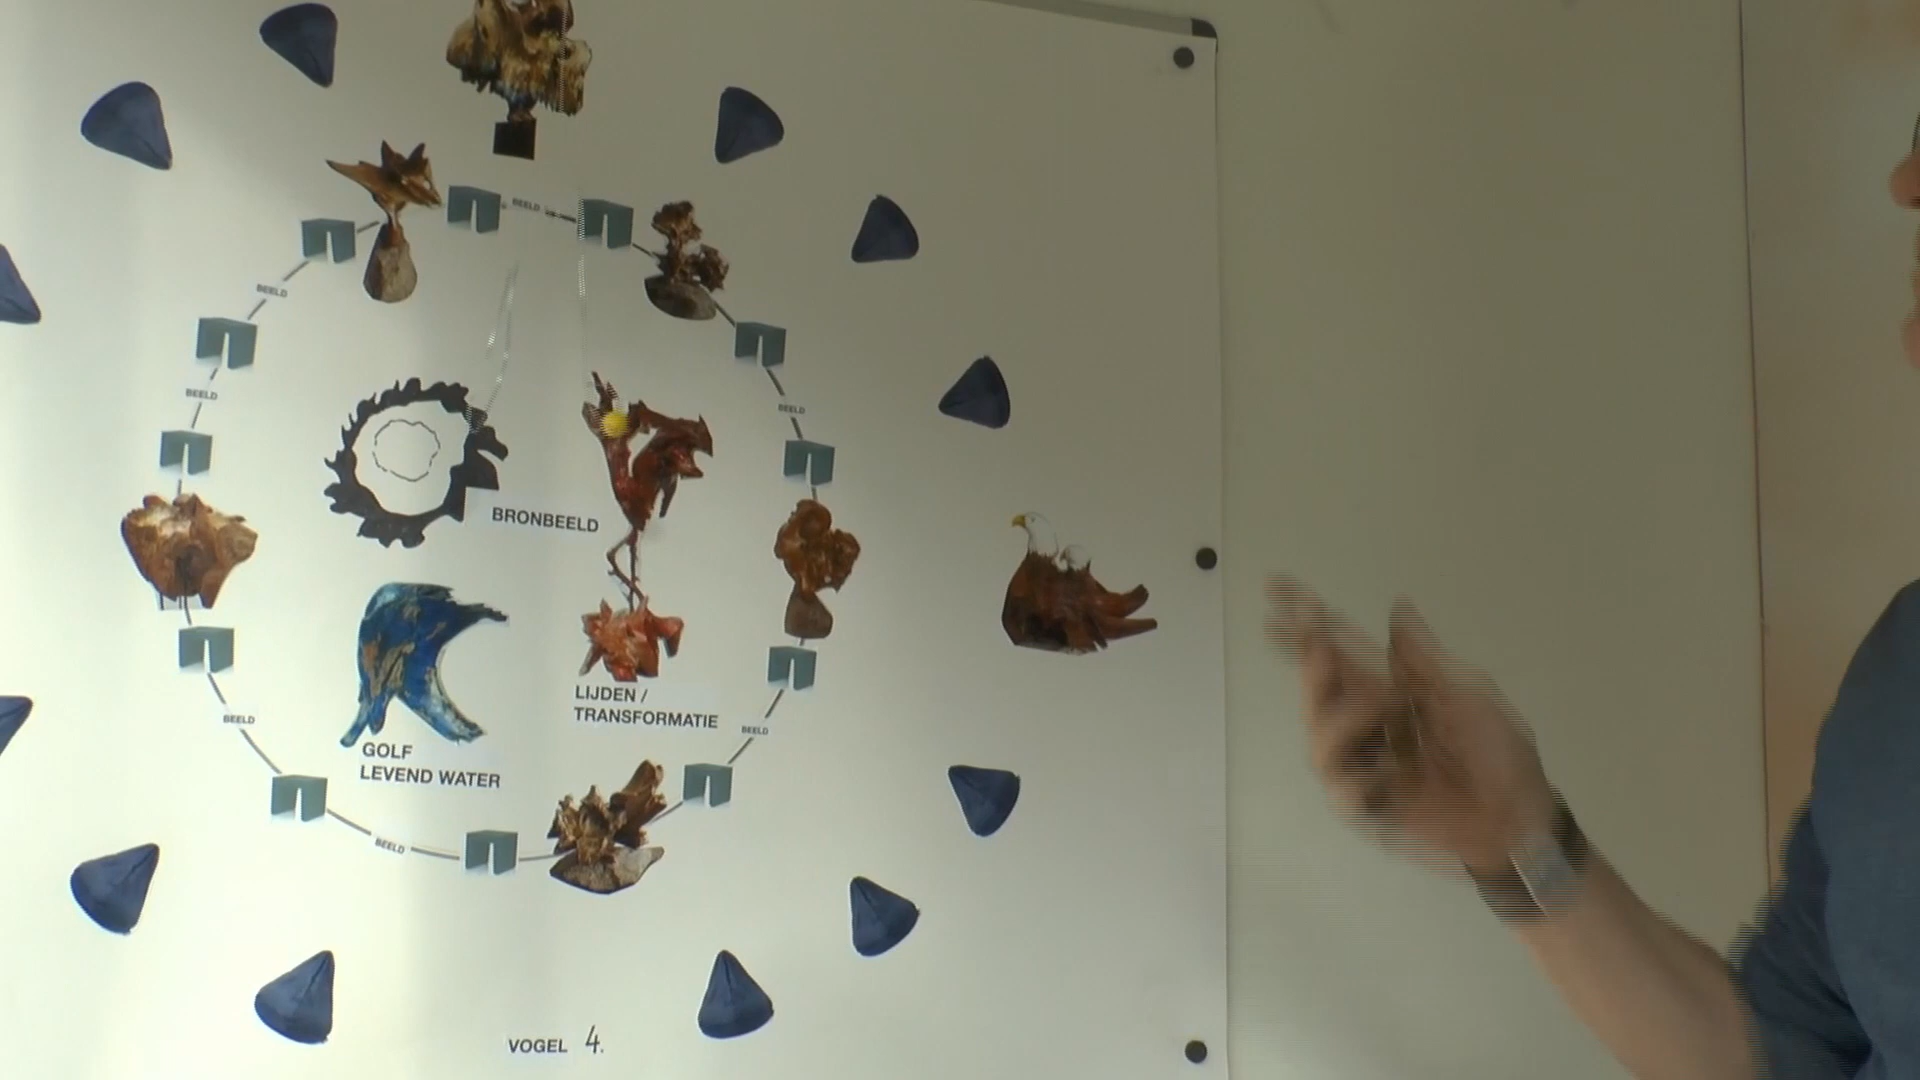 BEELD
BEELD
BEELD
BEELD
BRONBEELD
LIJDEN /
TRANSFORMATIE
BEELD
BEELD
GOLF
LEVEND WATER
BEELD
VOGEL 4.